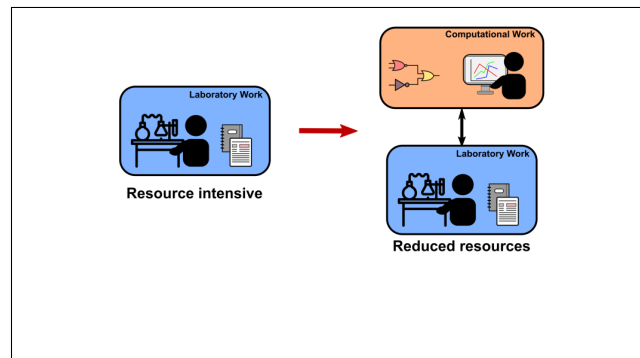 Computational Work
Laboratory Work
Laboratory Work
Resource intensive
Reduced resources